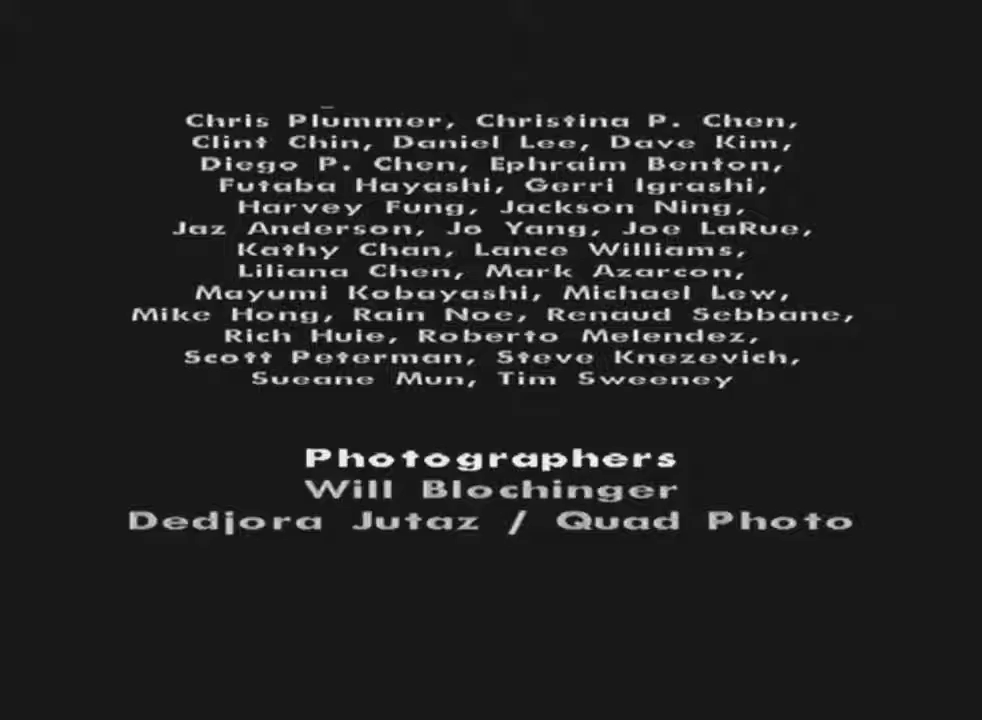 Chris Plummer, Christina P. Chen,
Clint Chin, Daniel Lee, Dave Kim,
Diego P. Chen, Ephraim Benton,
Futaba Hayashi, Gerri Igrashi,
Harvey Fung, Jackson Ning,
Jaz Anderson, Jo Yang, Joe LaRue,
Kathy Chan, Lance Williams,
Liliana Chen, Mark Azarcon,
Mayumi Kobayashi, Michael Lew,
Mike Hong, Rain Noe, Renaud Sebbane,
Rich Huie, Roberto Melendez,
Scott Peterman, Steve Knezevich,
Sueane Mun, Tim Sweeney
Photographers
Will Blochinger
Dedjora Jutaz / Quad Photo